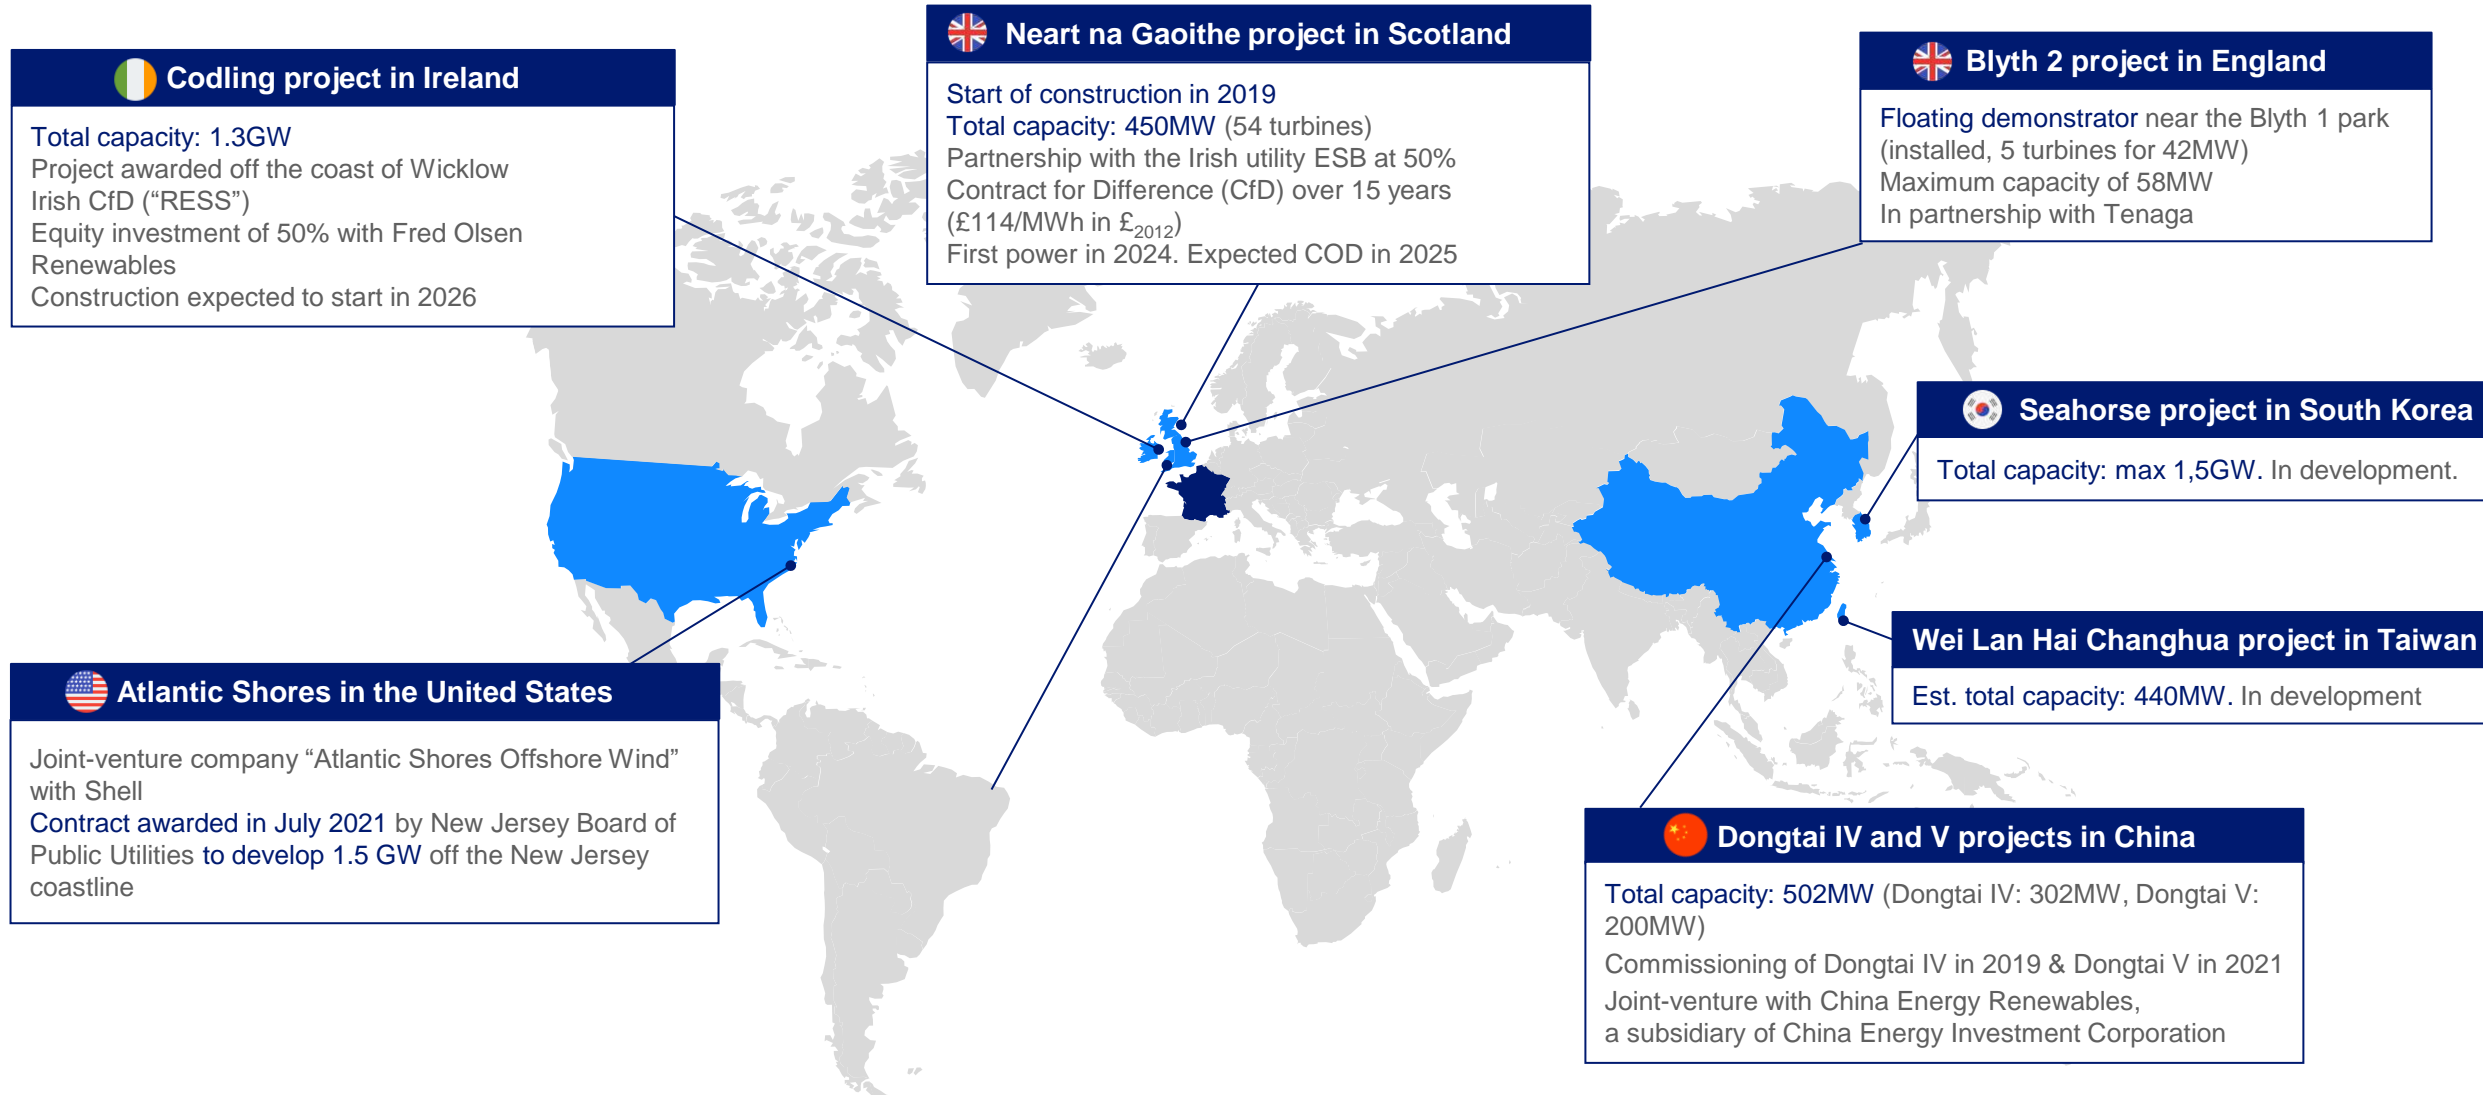 Codling project in Ireland
Total capacity: 1.3GW
Project awarded off the coast of Wicklow
Irish CfD (“RESS”)
Equity investment of 50% with Fred Olsen
Renewables
Construction expected to start in 2026
Neart na Gaoithe project in Scotland
Start of construction in 2019
Total capacity: 450MW (54 turbines)
Partnership with the Irish utility ESB at 50%
Contract for Difference (CfD) over 15 years
(£114/MWh in £2012)
First power in 2024. Expected COD in 2025
Blyth 2 project in England
Floating demonstrator near the Blyth 1 park
(installed, 5 turbines for 42MW)
Maximum capacity of 58MW
In partnership with Tenaga
Seahorse project in South Korea
Total capacity: max 1,5GW. In development.
Wei Lan Hai Changhua project in Taiwan
Est. total capacity: 440MW. In development
Atlantic Shores in the United States
Joint-venture company “Atlantic Shores Offshore Wind”
with Shell
Contract awarded in July 2021 by New Jersey Board of
Public Utilities to develop 1.5 GW off the New Jersey
coastline
Dongtai IV and V projects in China
Total capacity: 502MW (Dongtai IV: 302MW, Dongtai V:
200MW)
Commissioning of Dongtai IV in 2019 & Dongtai V in 2021
Joint-venture with China Energy Renewables,
a subsidiary of China Energy Investment Corporation